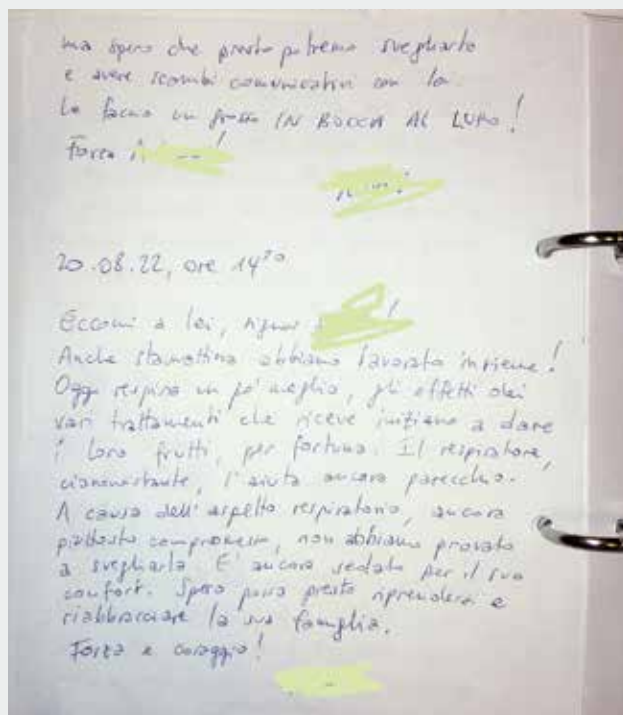 ma spero che presto potremo svegliarlo
e avere scambi comunicativi con lei.
Le faccio un grosso IN BOCCA AL LUPO!
Forza !
20.08.22, ore 14³⁰
Eccomi a lei, signor !
Anche stamattina abbiamo lavorato insieme!
Oggi respira un po' meglio, gli effetti dei
vari trattamenti che riceve iniziano a dare
i loro frutti, per fortuna. Il respiratore,
ciononostante, l'aiuta ancora parecchio.
A causa dell'aspetto respiratorio, ancora
piuttosto compromesso, non abbiamo provato
a svegliarla. E' ancora sedato per il suo
confort. Spero possa presto riprendersi e
riabbracciare la sua famiglia.
Forza e coraggio!